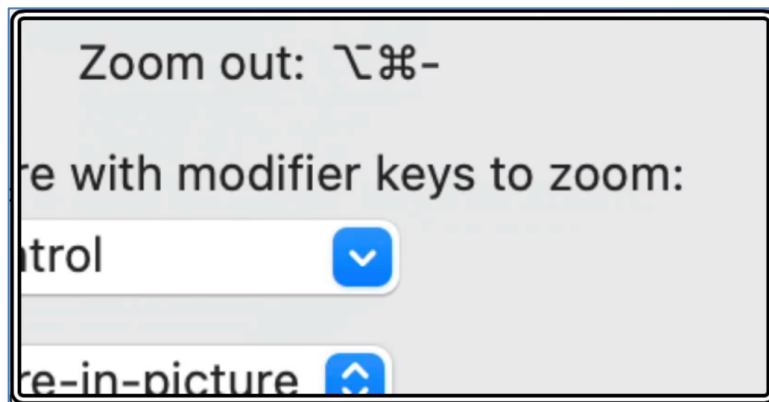 Zoom out: ⌥⌘-
re with modifier keys to zoom:
ntrol
re-in-picture